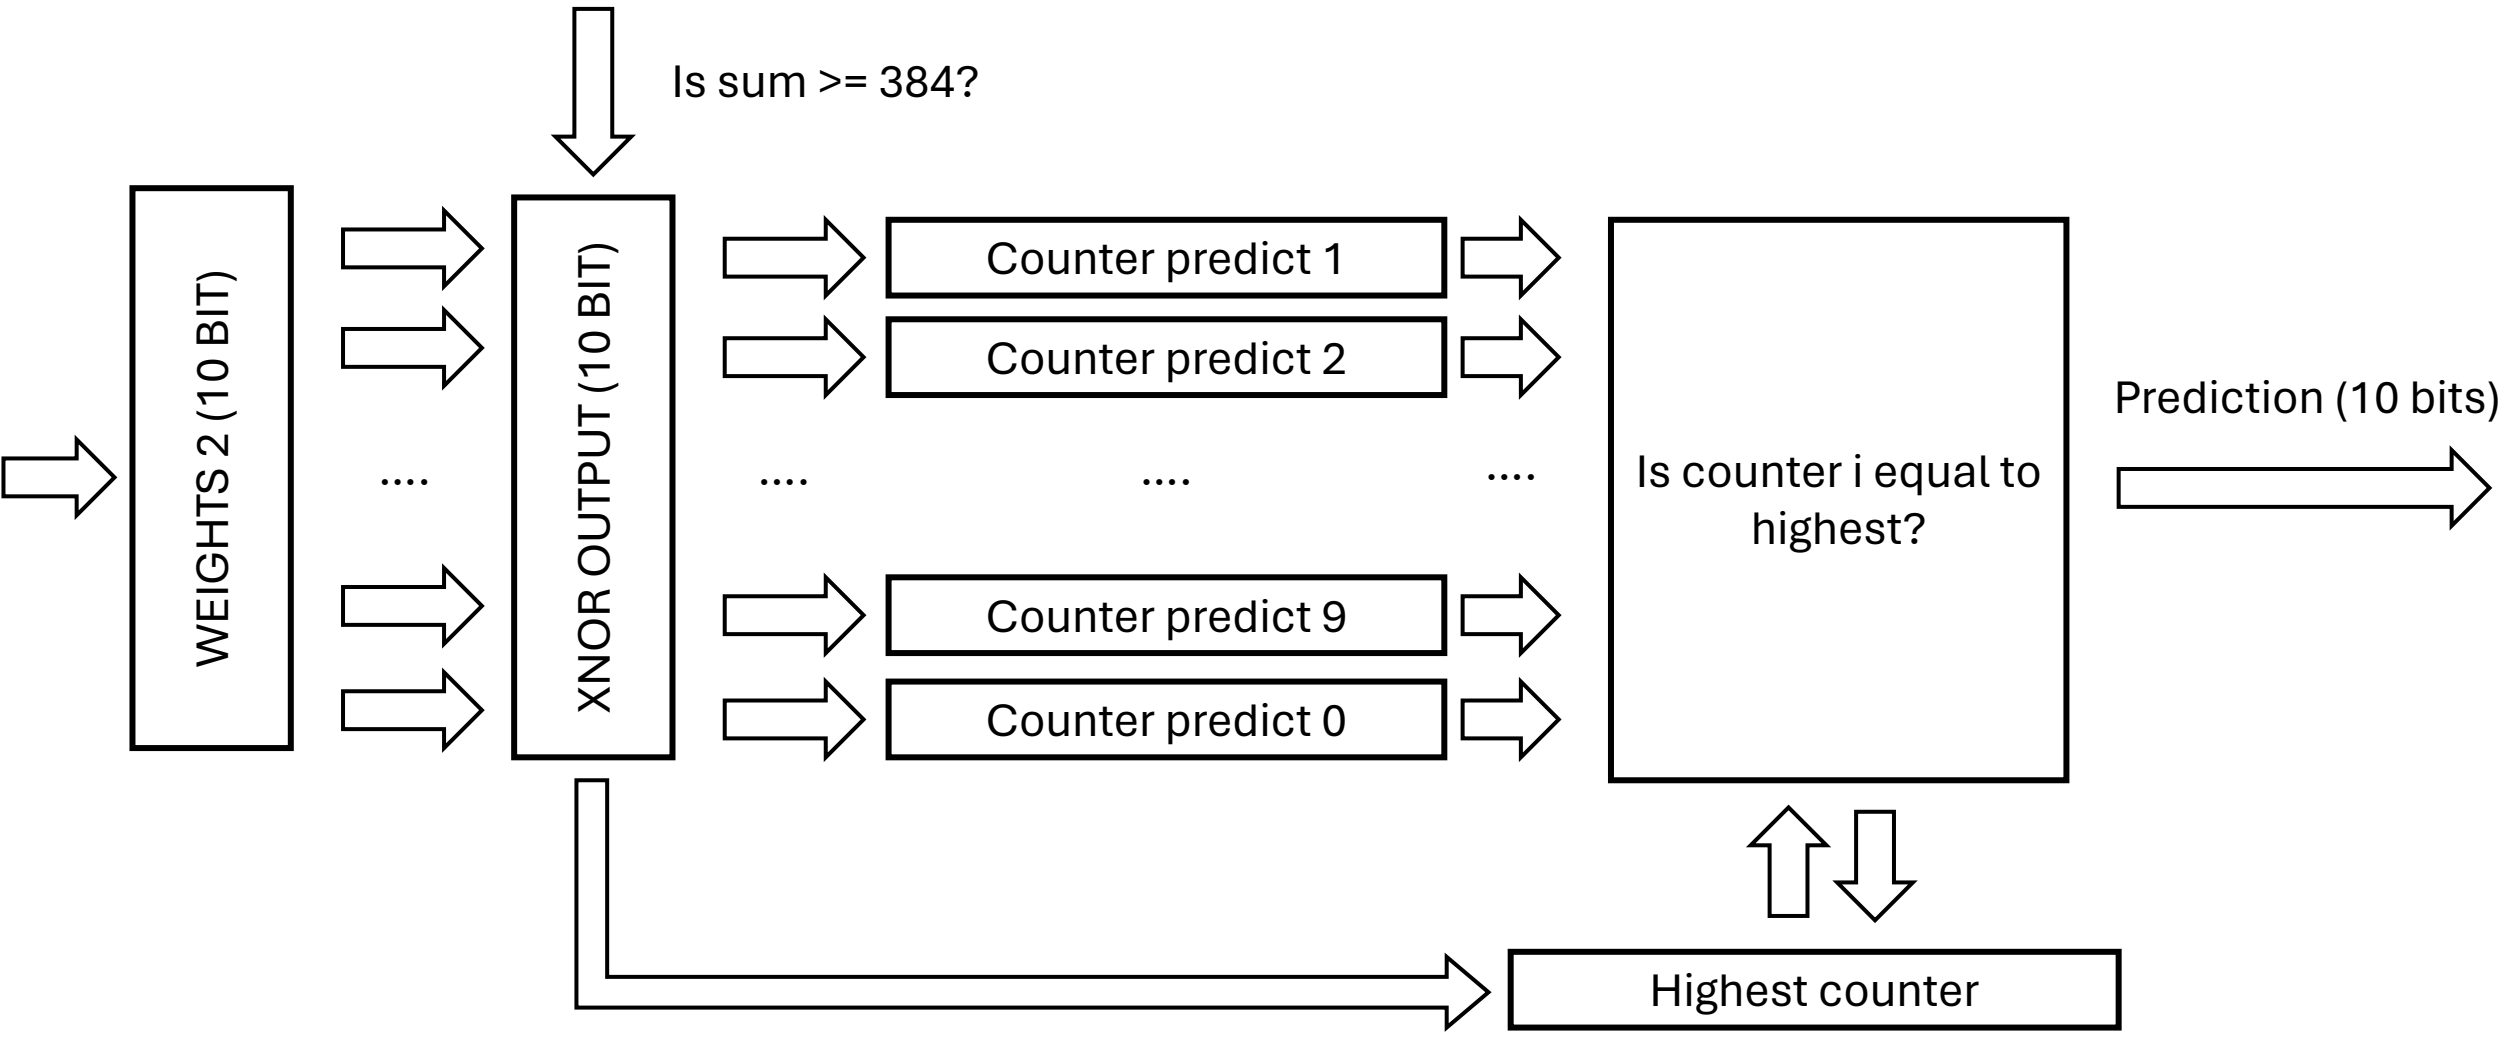 Is sum >= 384?
WEIGHTS 2 (10 BIT)
....
XNOR OUTPUT (10 BIT)
....
Counter predict 1
Counter predict 2
....
Counter predict 9
Counter predict 0
....
Is counter i equal to
highest?
Prediction (10 bits)
Highest counter